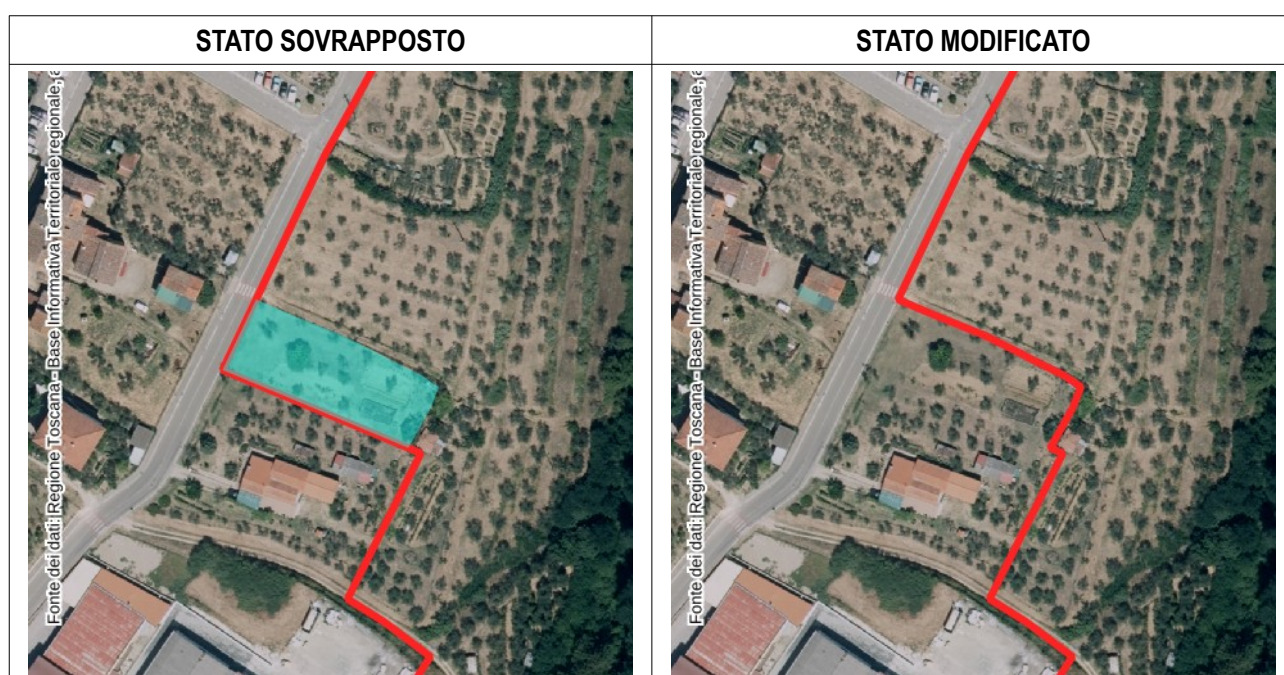 STATO SOVRAPPOSTO
STATO MODIFICATO
Fonte dei dati: Regione Toscana - Base Informativa Territoriale regionale,
Fonte dei dati: Regione Toscana - Base Informativa Territoriale regionale,